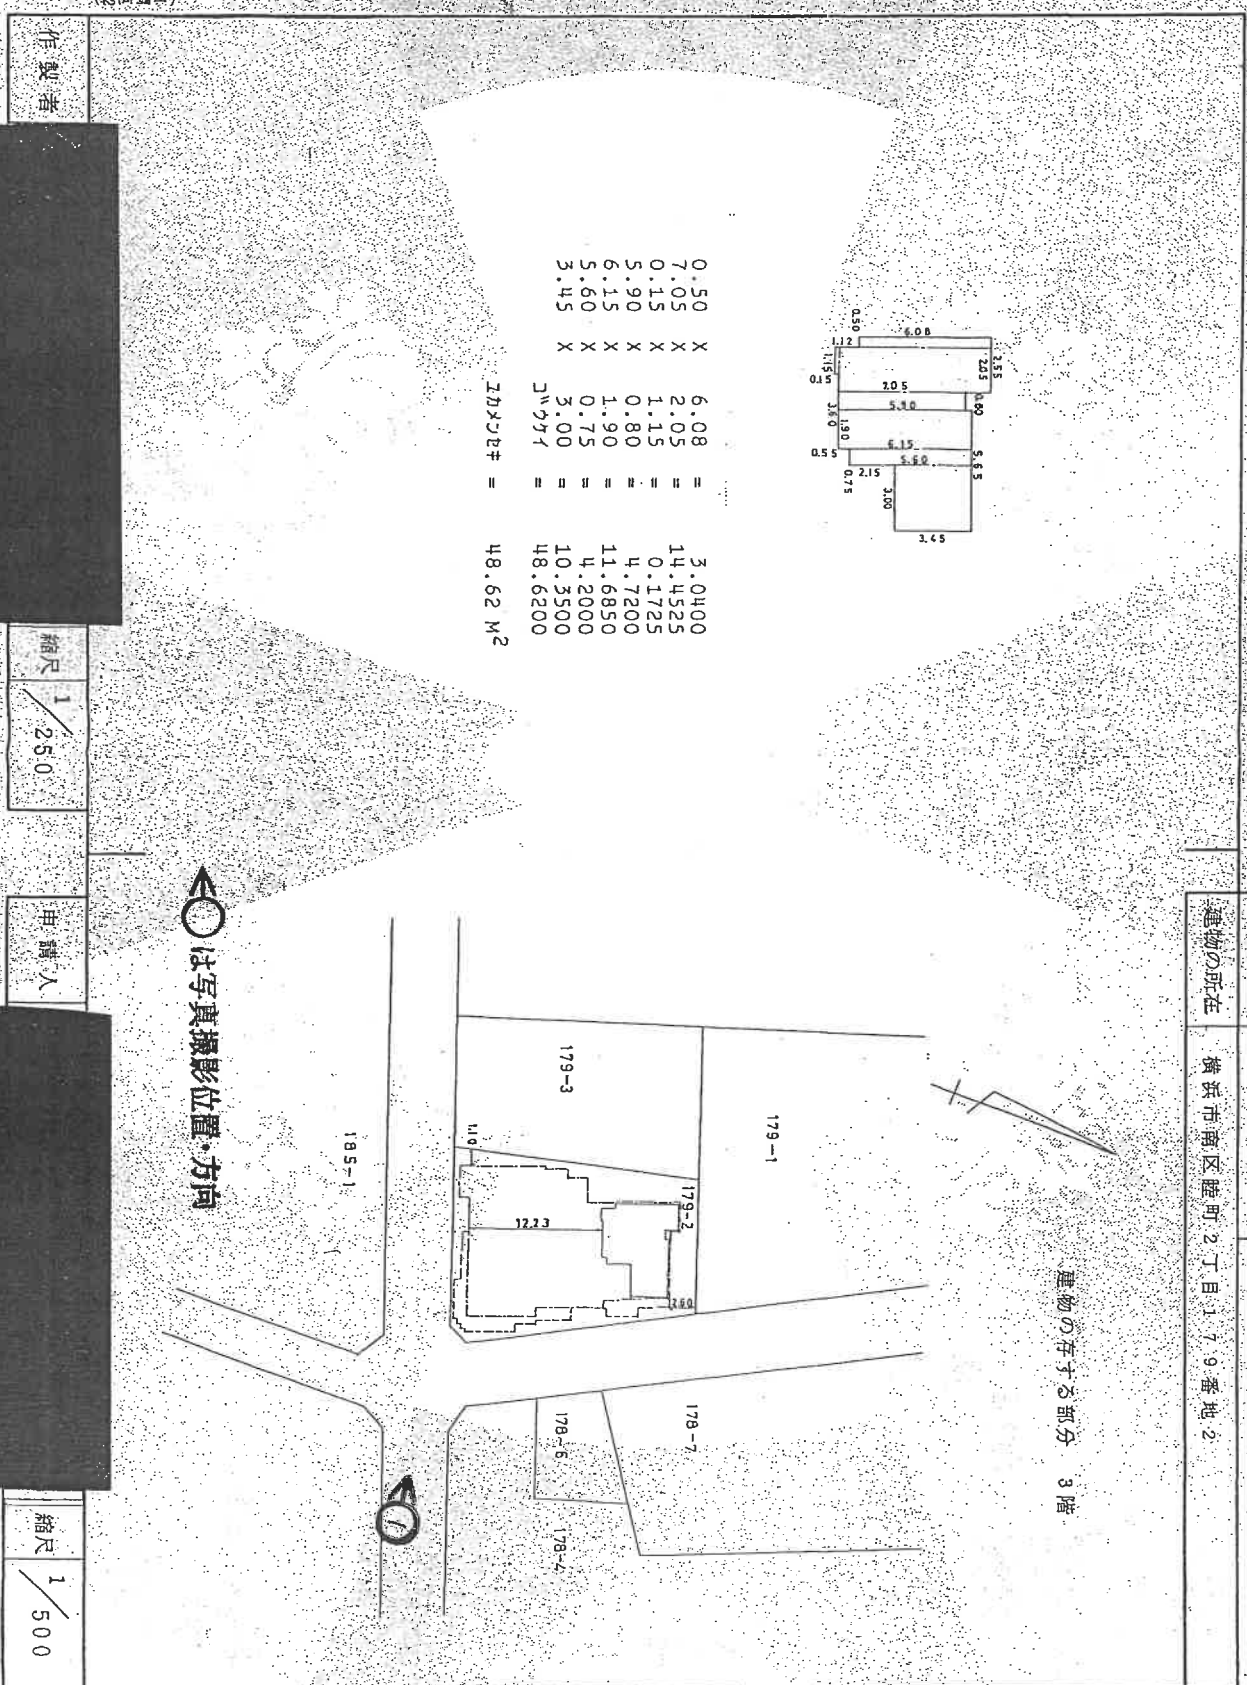 建物の所在
横浜市南区睦町2丁目179番地2
建物の存する部分 3階
0.50
6.08
1.12
2.55
2.05
1.15
0.15
7.05
0.80
5.90
3.60
1.90
6.15
5.65
0.55
5.60
2.15
0.75
3.00
3.45
0.50 X 6.08 = 3.0400
7.05 X 2.05 = 14.4525
0.15 X 1.15 = 0.1725
5.90 X 0.80 = 4.7200
6.15 X 1.90 = 11.6850
5.60 X 0.75 = 4.2000
3.45 X 3.00 = 10.3500
ゴウケイ = 48.6200
ユカメンセキ = 48.62 M²
179-1
179-3
179-2
1.10
12.23
2.60
185-1
178-7
178-6
178-4
1
は写真撮影位置・方向
作製者
縮尺 1/250
申請人
縮尺 1/500